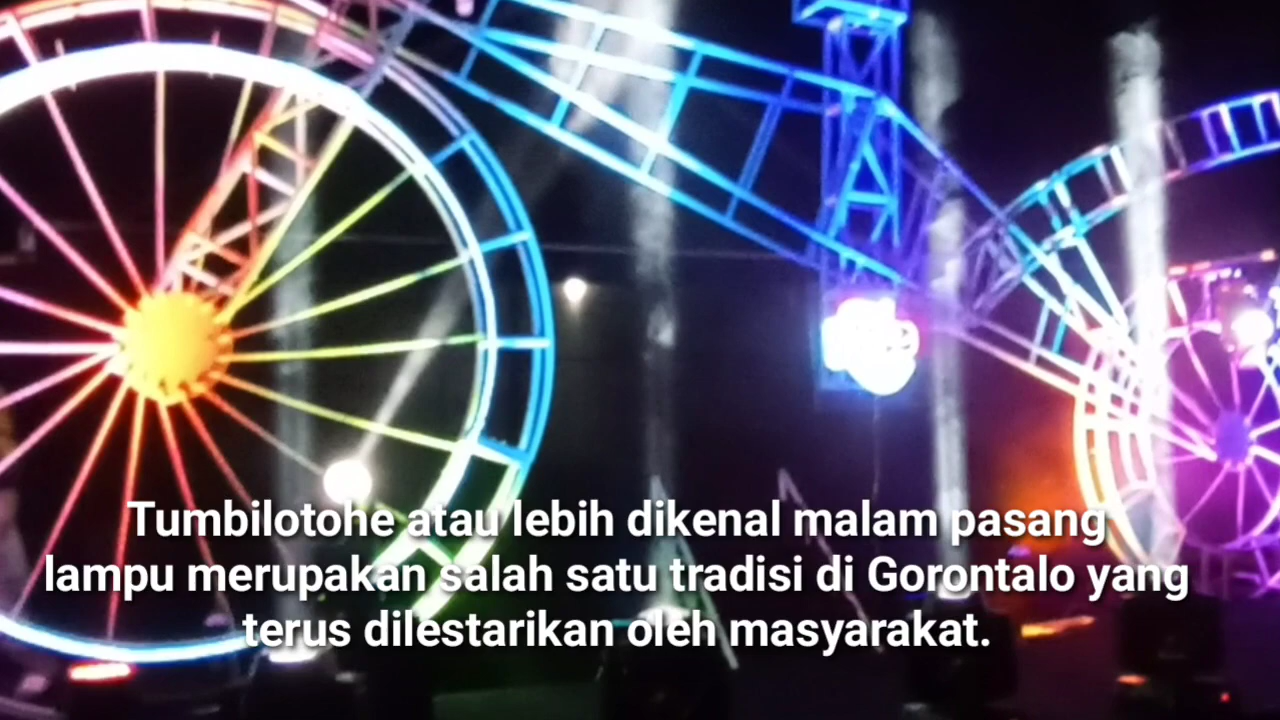 Tumbilotohe atau lebih dikenal malam pasang
lampu merupakan salah satu tradisi di Gorontalo yang
terus dilestarikan oleh masyarakat.